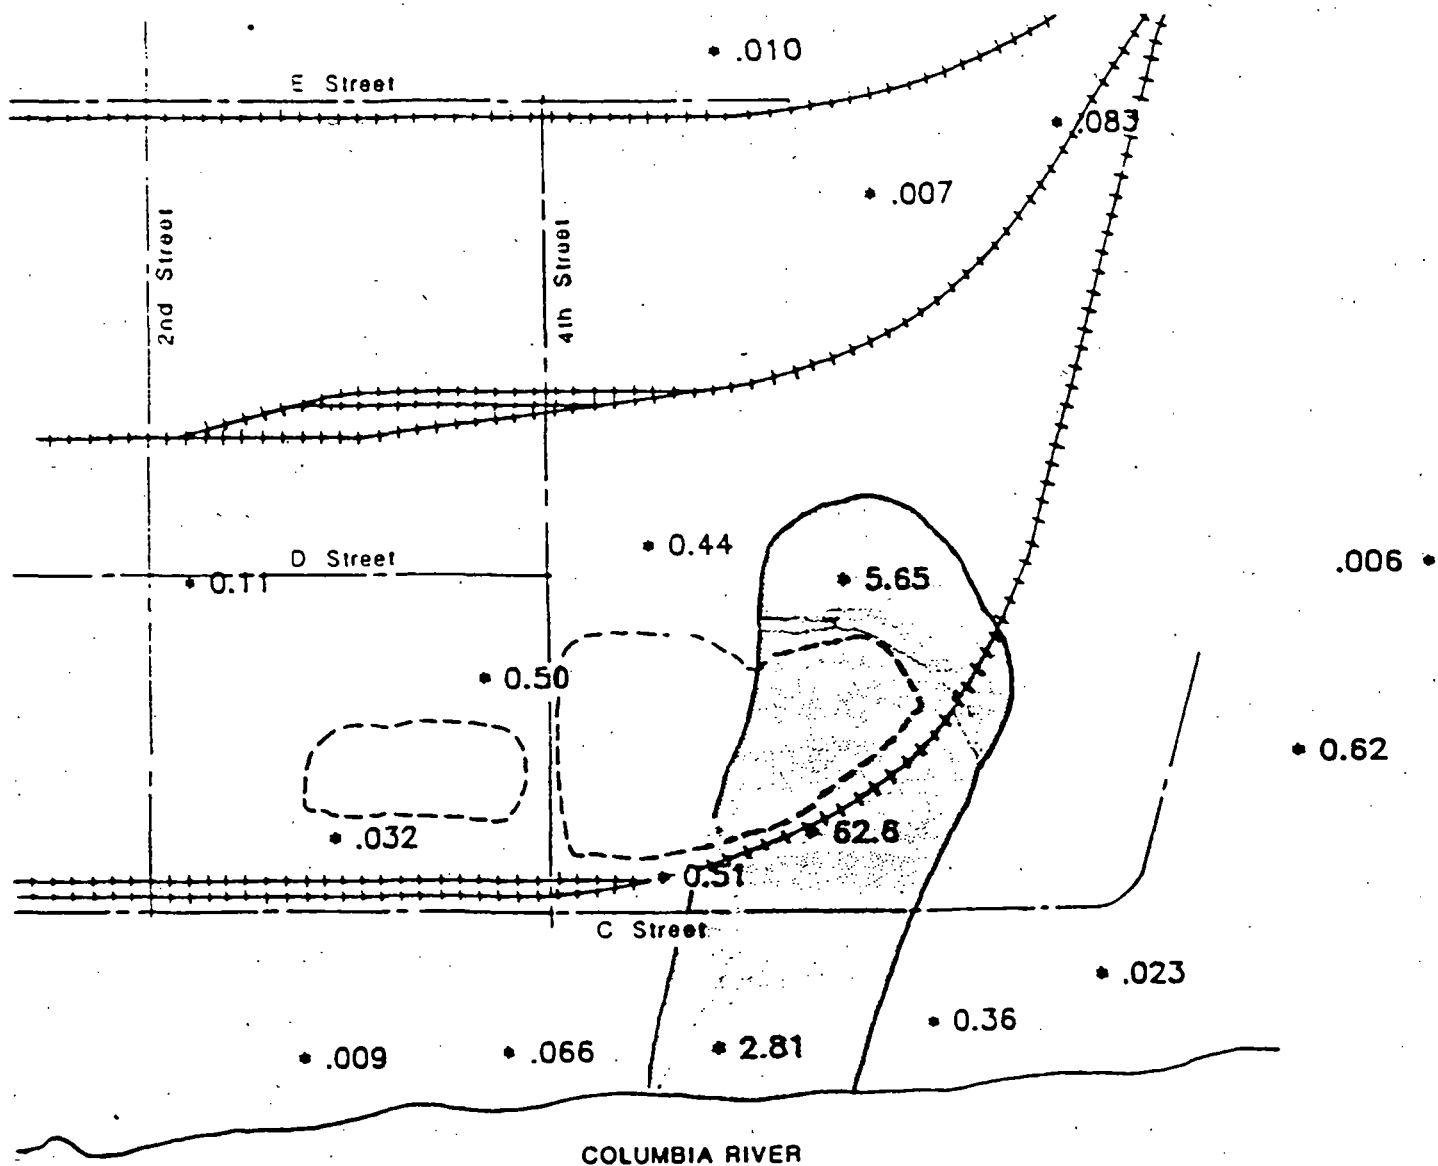 .010
E Street
.083
.007
2nd Street
4th Street
0.44
D Street
0.11
5.65
.006
0.50
0.62
.032
62.6
0.51
C Street
.023
0.36
.009
.066
2.81
COLUMBIA RIVER